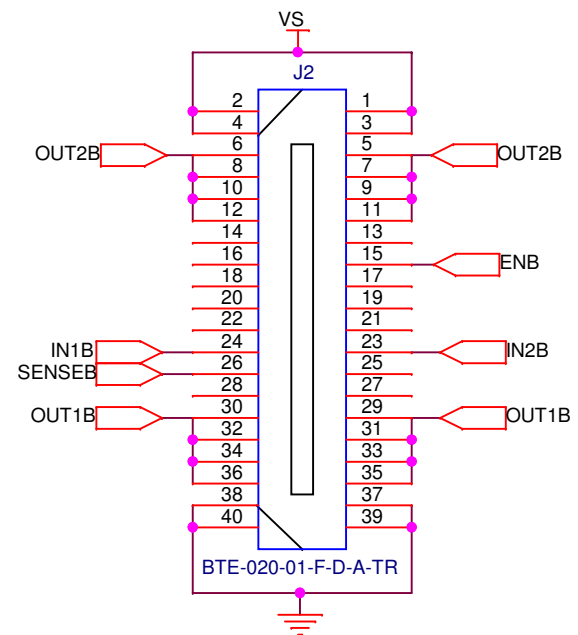 VS
J2
2 1
4 3
OUT2B 6 5 OUT2B
8 7
10 9
12 11
14 13
16 15 ENB
18 17
20 19
22 21
IN1B 24 23 IN2B
SENSEB 26 25
28 27
OUT1B 30 29 OUT1B
32 31
34 33
36 35
38 37
40 39
BTE-020-01-F-D-A-TR